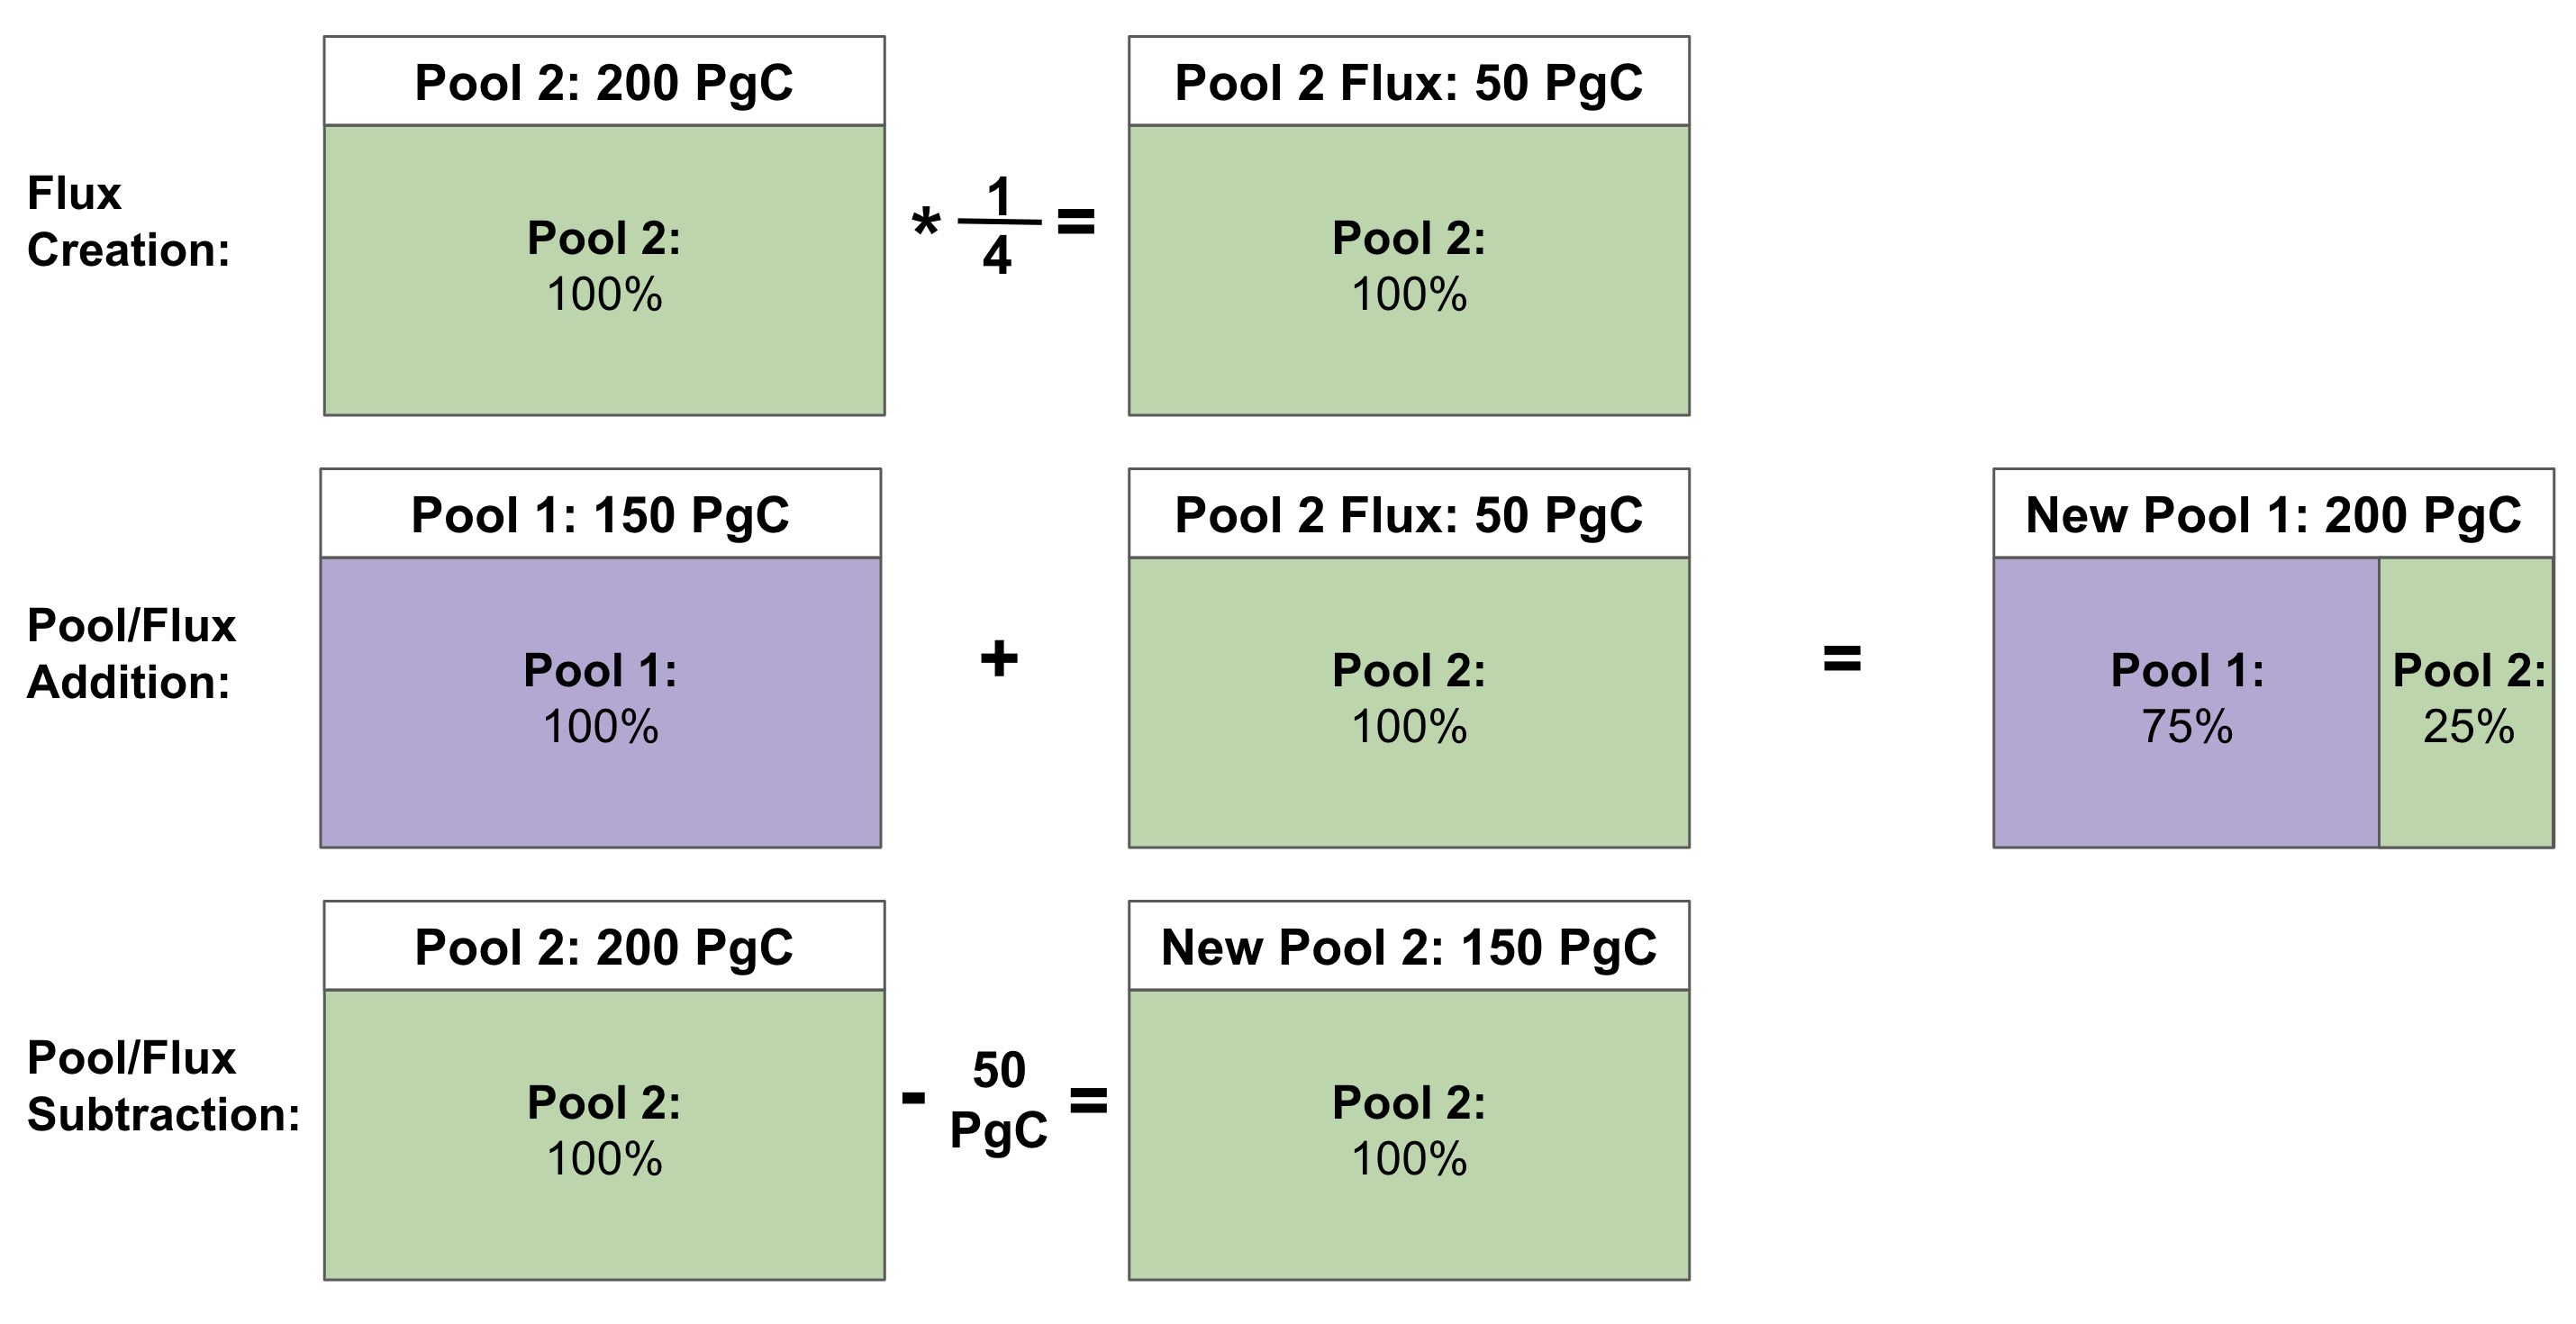 Flux
Creation:
Pool 2: 200 PgC
Pool 2:
100%
* 1
4 =
Pool 2 Flux: 50 PgC
Pool 2:
100%
Pool/Flux
Addition:
Pool 1: 150 PgC
Pool 1:
100%
+
Pool 2 Flux: 50 PgC
Pool 2:
100%
=
New Pool 1: 200 PgC
Pool 1:
75%
Pool 2:
25%
Pool/Flux
Subtraction:
Pool 2: 200 PgC
Pool 2:
100%
- 50
PgC =
New Pool 2: 150 PgC
Pool 2:
100%